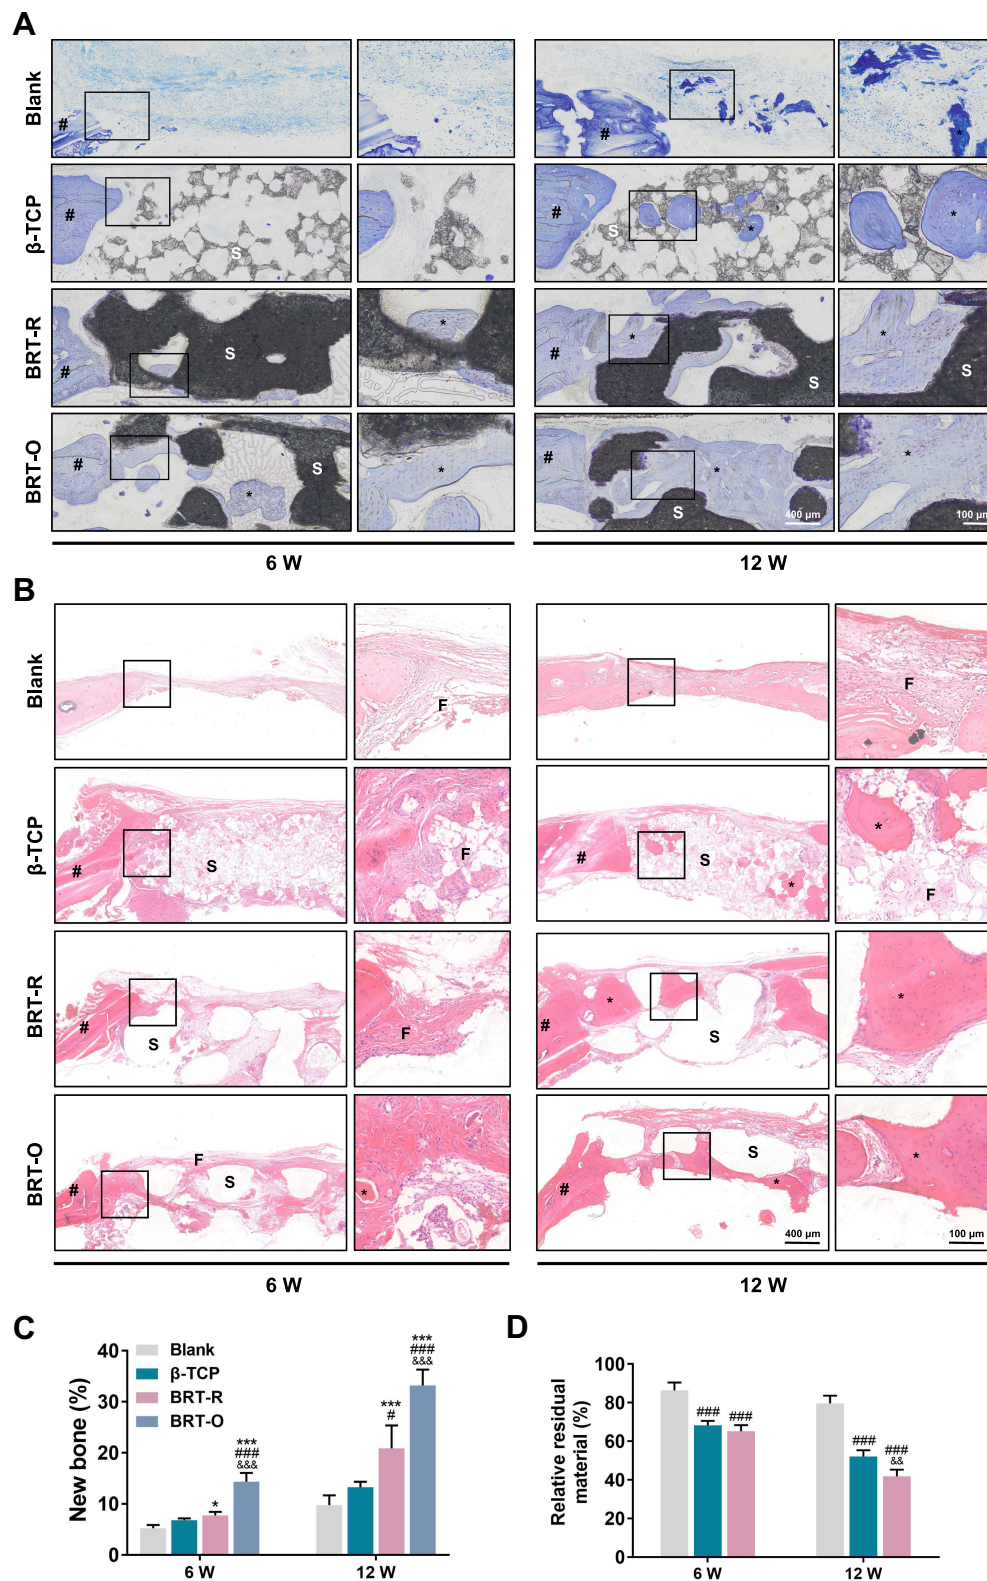 A
Blank
#
#
*
β-TCP
#
S
#
S
*
*
BRT-R
#
S
*
#
*
S
*
S
BRT-O
#
*
S
*
#
*
S
400 μm
*
100 μm
6 W
12 W
B
Blank
F
F
β-TCP
#
S
F
#
S
*
*
F
BRT-R
#
S
F
#
*
S
*
BRT-O
#
F
S
*
#
S
*
400 μm
*
100 μm
6 W
12 W
C
New bone (%)
40
30
20
10
0
Blank
β-TCP
BRT-R
BRT-O
*
***
###
&&&
***
#
***
###
&&&
6 W
12 W
D
Relative residual
material (%)
100
80
60
40
20
0
###
###
###
###
&&
6 W
12 W